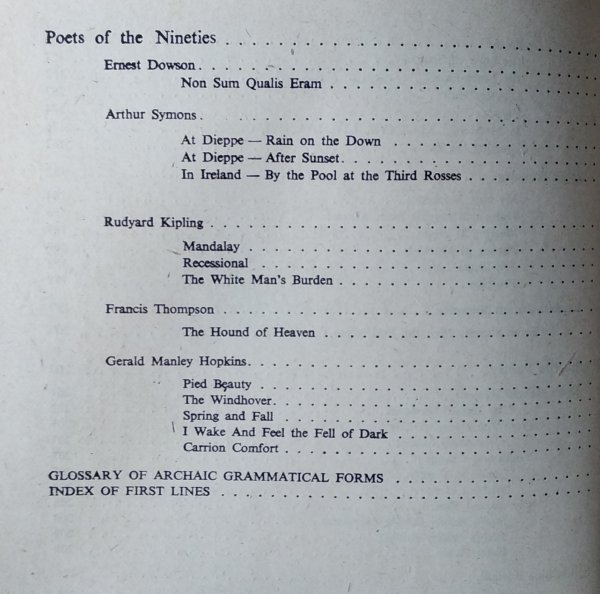 Poets of the Nineties
Ernest Dowson
Non Sum Qualis Eram
Arthur Symons
At Dieppe — Rain on the Down
At Dieppe — After Sunset
In Ireland — By the Pool at the Third Rosses
Rudyard Kipling
Mandalay
Recessional
The White Man's Burden
Francis Thompson
The Hound of Heaven
Gerald Manley Hopkins
Pied Beauty
The Windhover
Spring and Fall
I Wake And Feel the Fell of Dark
Carrion Comfort
GLOSSARY OF ARCHAIC GRAMMATICAL FORMS
INDEX OF FIRST LINES